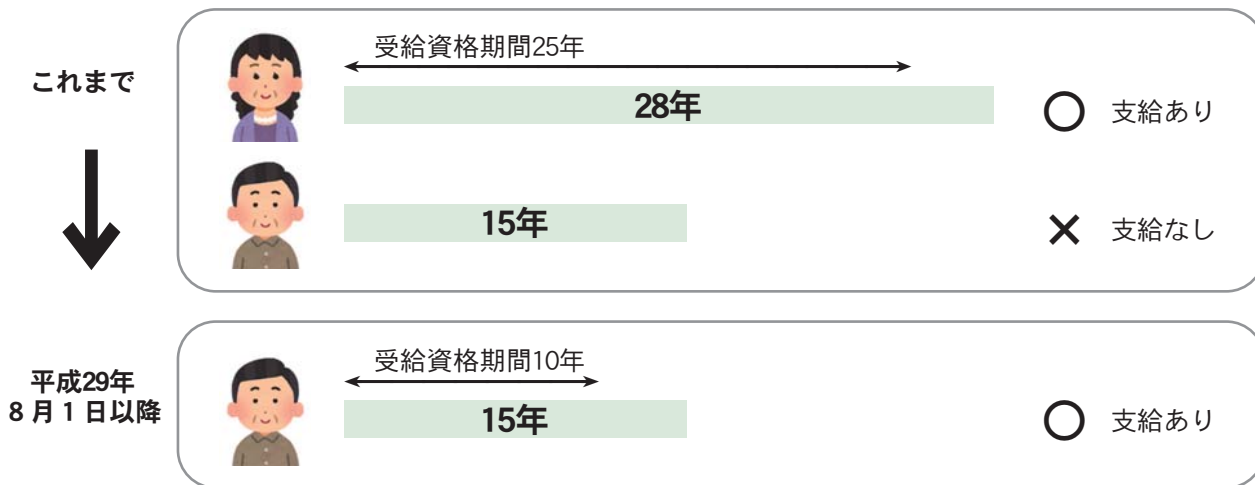 これまで
受給資格期間25年
28年
○ 支給あり
15年
× 支給なし
平成29年
8月1日以降
受給資格期間10年
15年
○ 支給あり